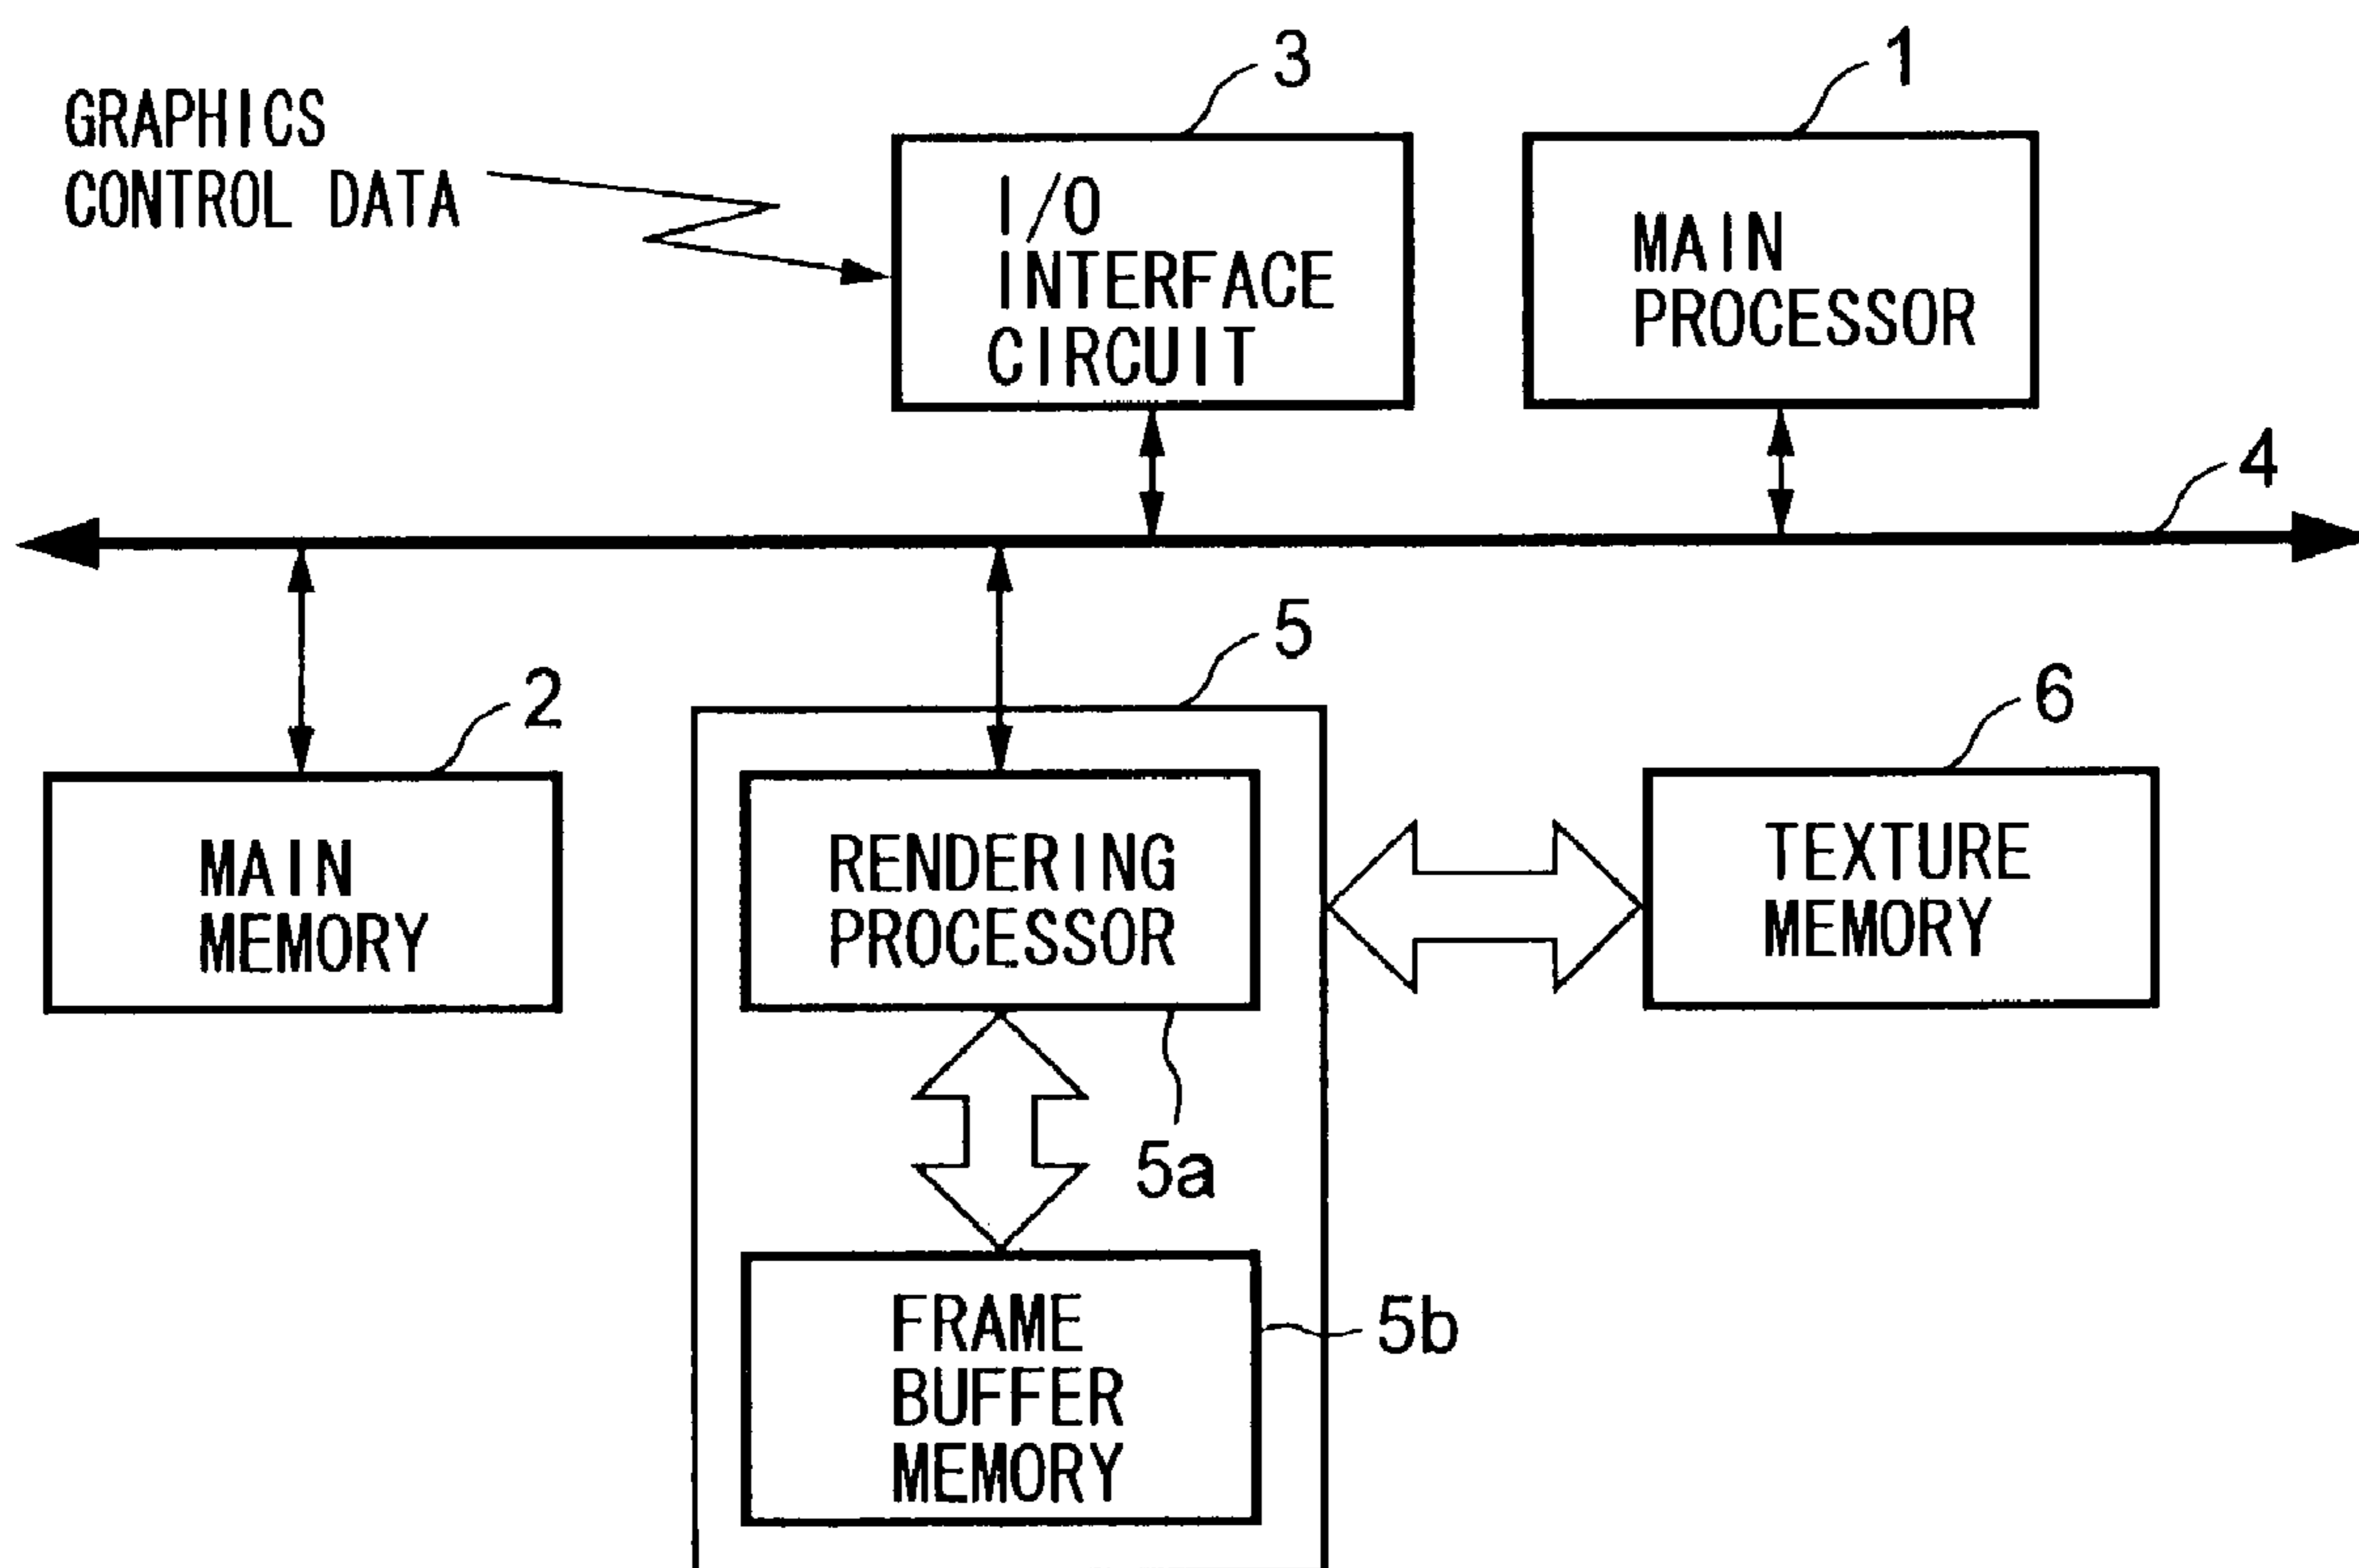 3
1
GRAPHICS
CONTROL DATA
I/O
INTERFACE
CIRCUIT
MAIN
PROCESSOR
4
5
2
6
MAIN
MEMORY
RENDERING
PROCESSOR
TEXTURE
MEMORY
5a
FRAME
BUFFER
MEMORY
5b